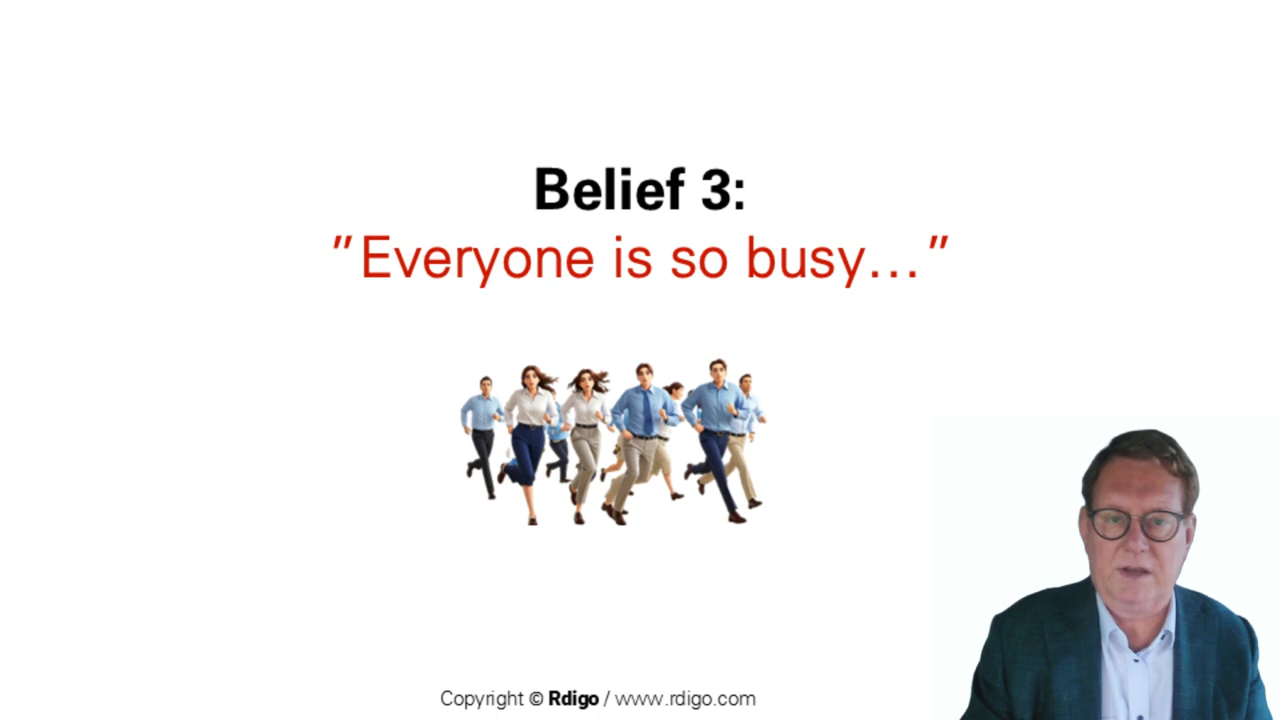 Belief 3:
”Everyone is so busy…”
Copyright © Rdigo / www.rdigo.com